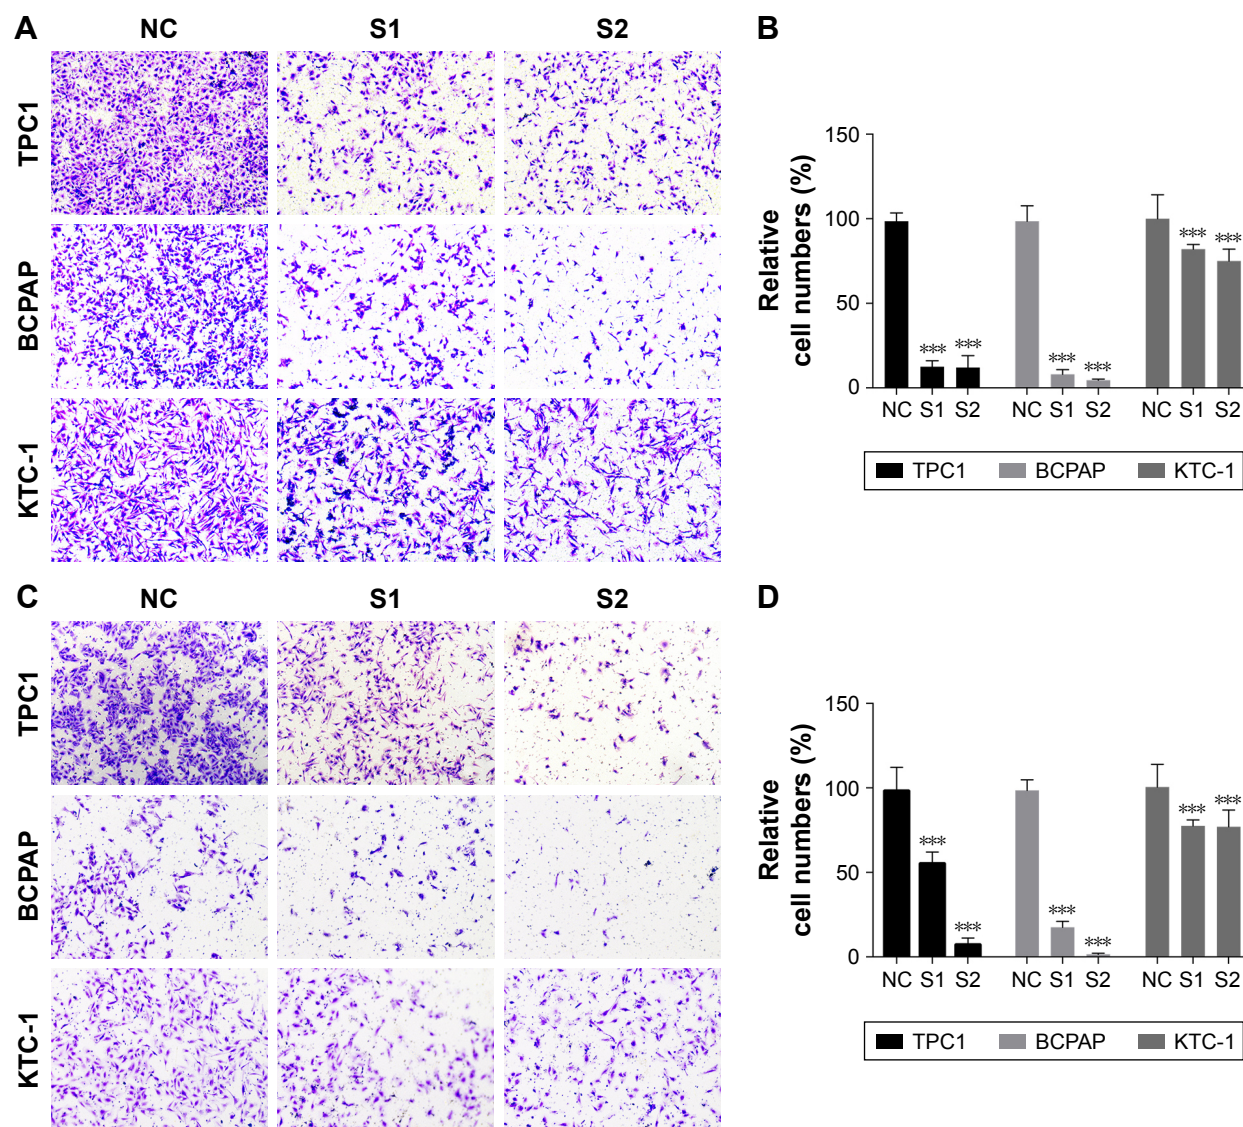 A
NC S1 S2
TPC1
BCPAP
KTC-1
B
Relative
cell numbers (%)
150
100
50
0
*** *** *** *** *** ***
NC S1 S2 NC S1 S2 NC S1 S2
TPC1 BCPAP KTC-1
C
NC S1 S2
TPC1
BCPAP
KTC-1
D
Relative
cell numbers (%)
150
100
50
0
*** *** *** *** *** ***
NC S1 S2 NC S1 S2 NC S1 S2
TPC1 BCPAP KTC-1